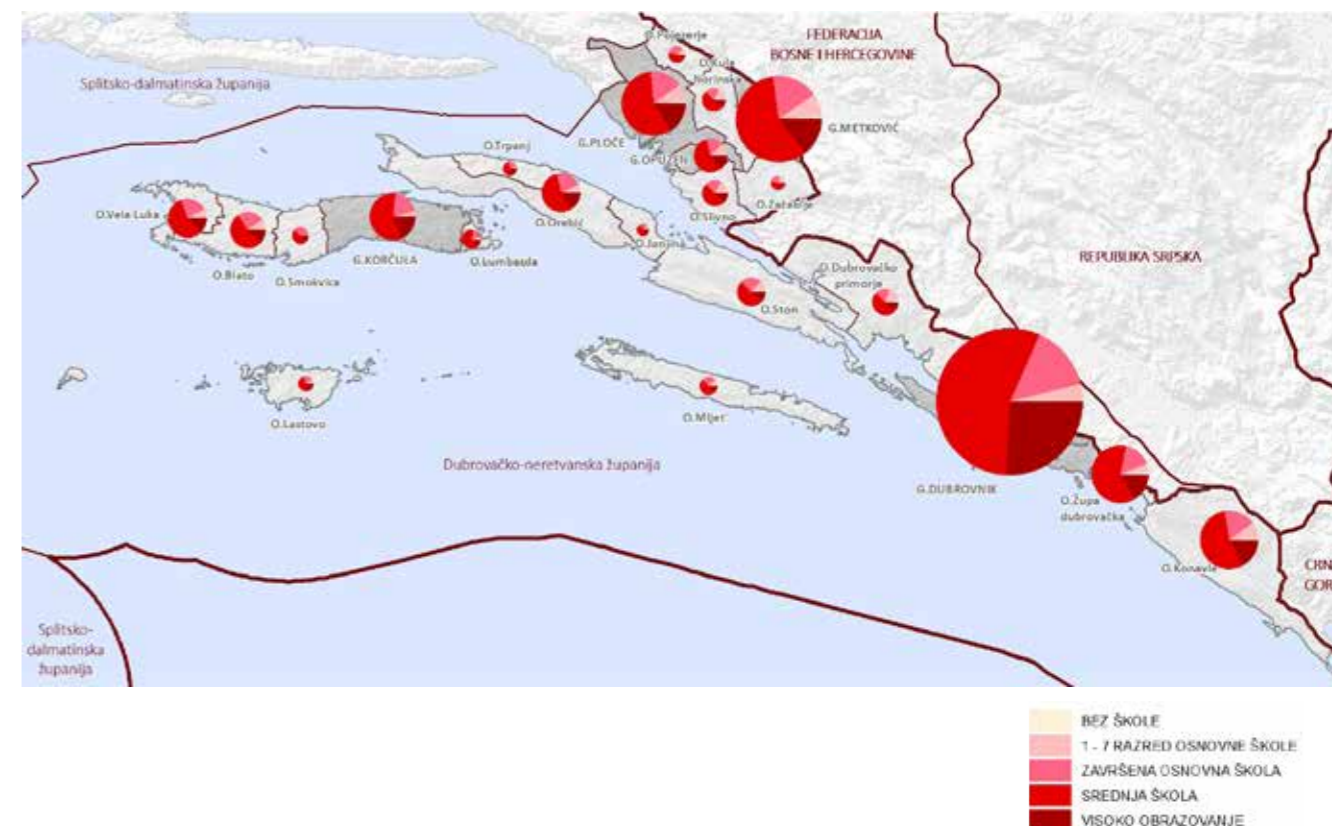 FEDERACIJA
BOSNE I HERCEGOVINE
O.Pojezerje
O.Kula
Norinska
Splitsko-dalmatinska županija
G.METKOVIĆ
G.PLOČE
O.Trpanj
G.OPUZEN
O.Slivno
O.Zažablje
O.Vela Luka
O.Orebić
O.Janjina
O.Blato
O.Smokvica
G.KORČULA
O.Lumbarda
REPUBLIKA SRPSKA
O.Dubrovačko
primorje
O.Ston
O.Lastovo
O.Mljet
Dubrovačko-neretvanska županija
G.DUBROVNIK
O.Župa
dubrovačka
O.Konavle
CRN
GOR
Splitsko-
dalmatinska
županija
BEZ ŠKOLE
1 - 7 RAZRED OSNOVNE ŠKOLE
ZAVRŠENA OSNOVNA ŠKOLA
SREDNJA ŠKOLA
VISOKO OBRAZOVANJE